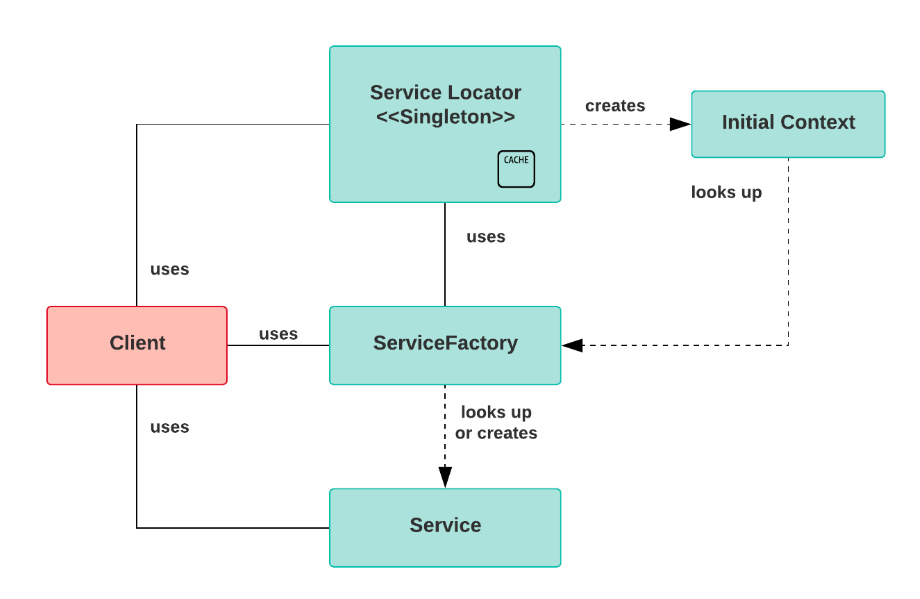 Service Locator
<<Singleton>>
CACHE
creates
Initial Context
looks up
uses
uses
Client
uses
ServiceFactory
uses
looks up
or creates
Service